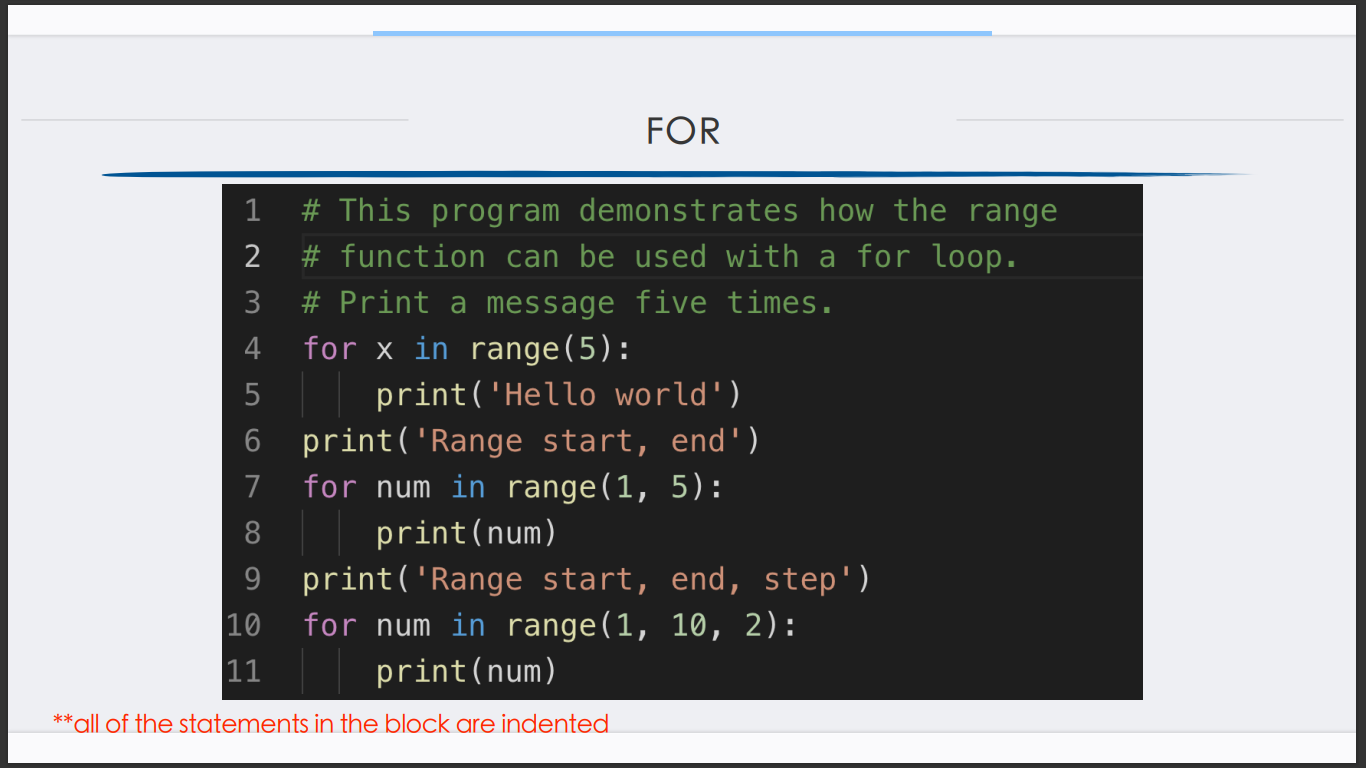 FOR
1 # This program demonstrates how the range
2 # function can be used with a for loop.
3 # Print a message five times.
4 for x in range(5):
5     print('Hello world')
6 print('Range start, end')
7 for num in range(1, 5):
8     print(num)
9 print('Range start, end, step')
10 for num in range(1, 10, 2):
11     print(num)
**all of the statements in the block are indented